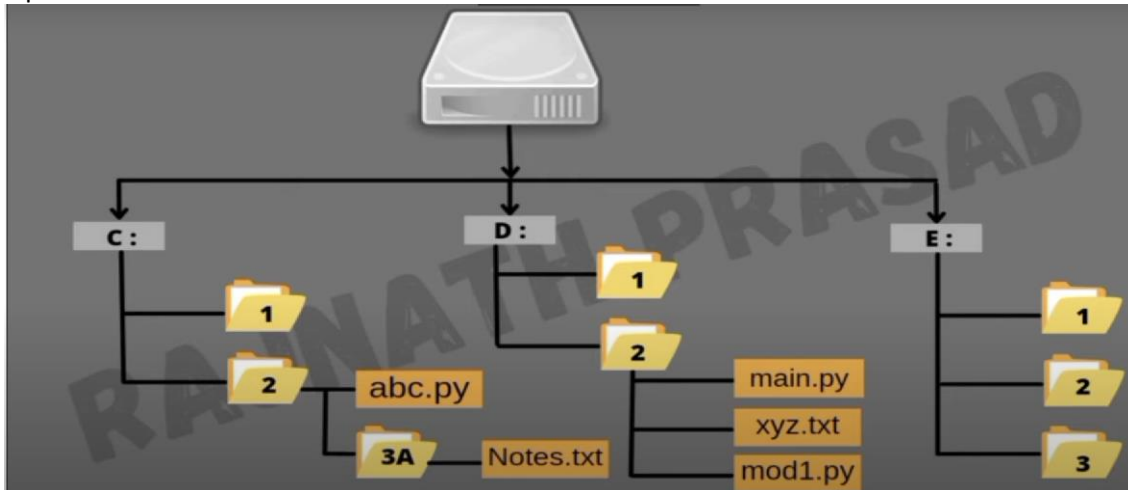 RAJNATH PRASAD
C :
D :
E :
1
2
abc.py
3A
Notes.txt
1
2
main.py
xyz.txt
mod1.py
1
2
3